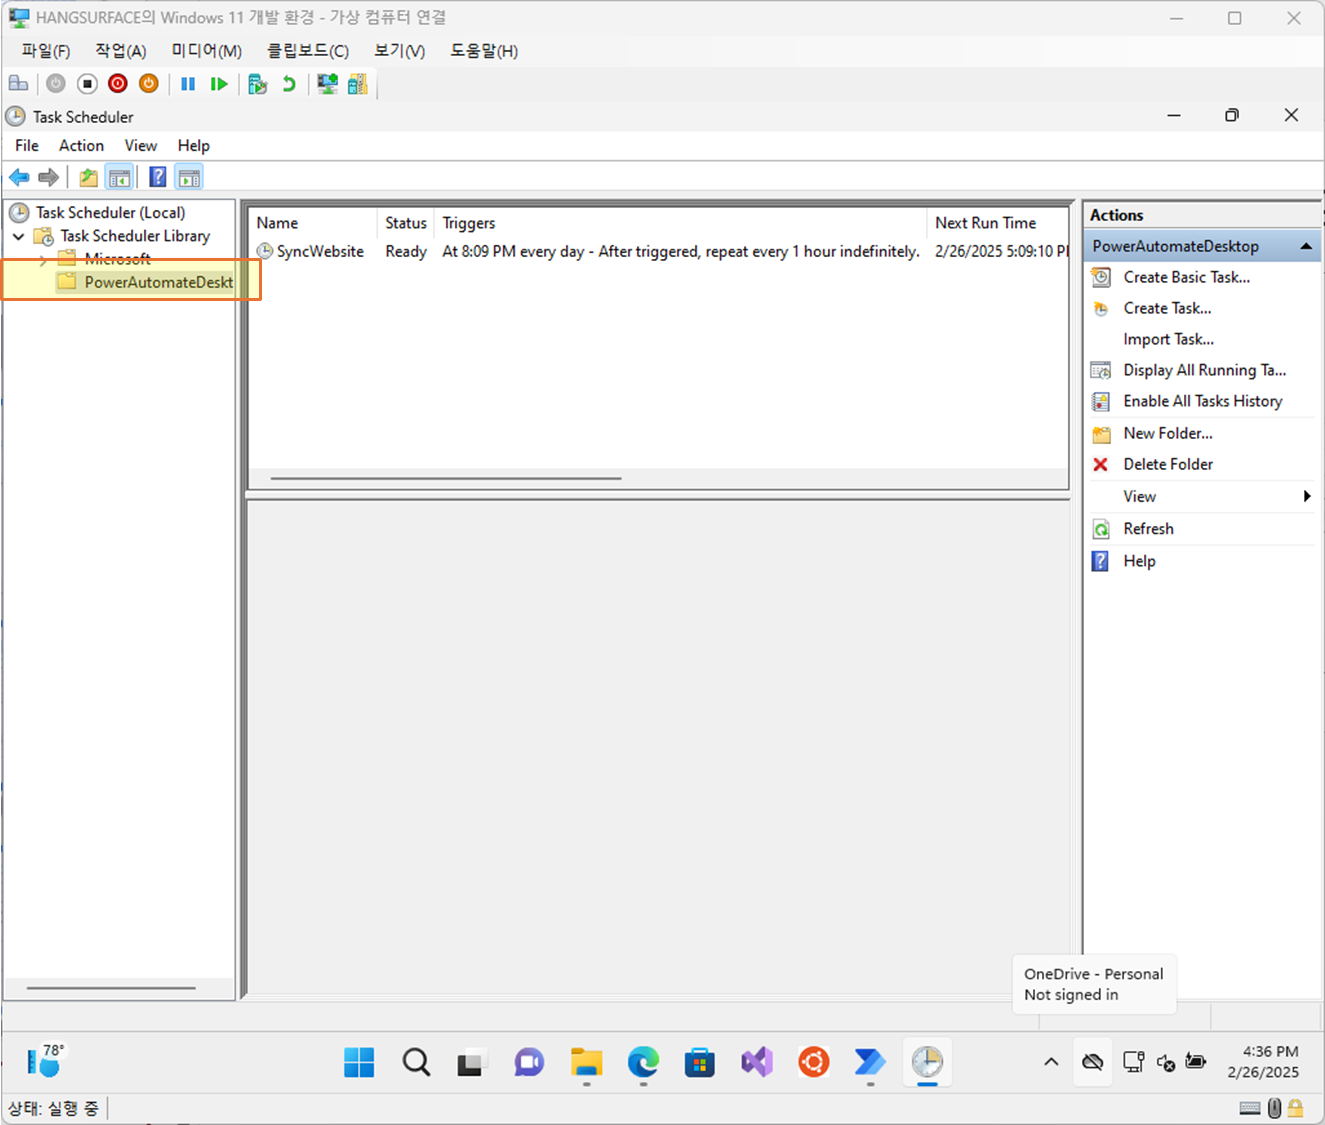 HANGSURFACE의 Windows 11 개발 환경 - 가상 컴퓨터 연결
파일(F) 작업(A) 미디어(M) 클립보드(C) 보기(V) 도움말(H)
Task Scheduler
File Action View Help
Task Scheduler (Local)
Task Scheduler Library
Microsoft
PowerAutomateDeskt
Name Status Triggers Next Run Time
SyncWebsite Ready At 8:09 PM every day - After triggered, repeat every 1 hour indefinitely. 2/26/2025 5:09:10 P
Actions
PowerAutomateDesktop
Create Basic Task...
Create Task...
Import Task...
Display All Running Ta...
Enable All Tasks History
New Folder...
Delete Folder
View
Refresh
Help
OneDrive - Personal
Not signed in
78°
4:36 PM
2/26/2025
상태: 실행 중